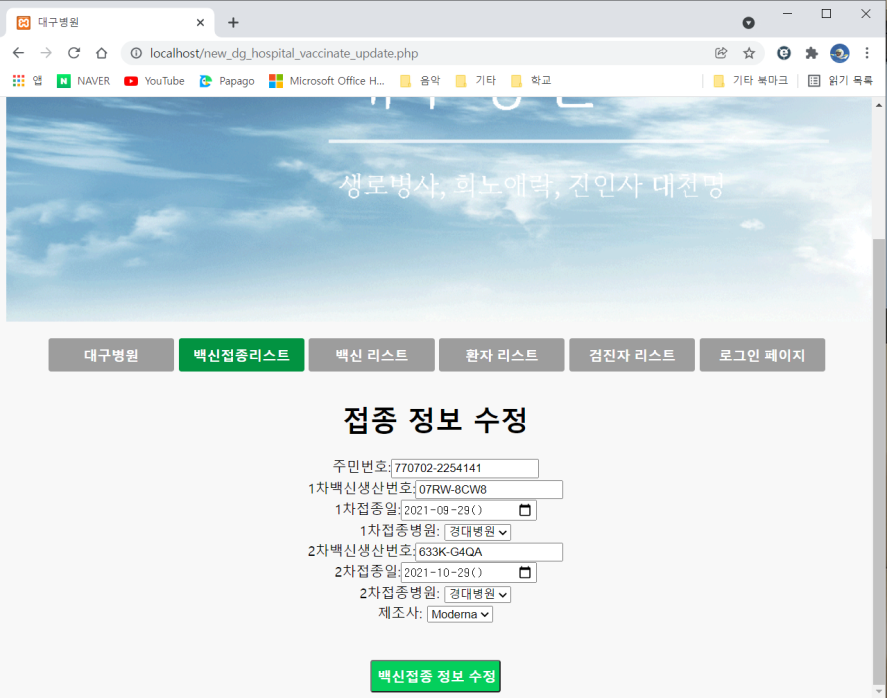 대구병원
localhost/new_dg_hospital_vaccinate_update.php
앱 NAVER YouTube Papago Microsoft Office H... 음악 기타 학교 기타 북마크 읽기 목록
생로병사, 희노애락, 진인사 대천명
대구병원 백신접종리스트 백신 리스트 환자 리스트 검진자 리스트 로그인 페이지
접종 정보 수정
주민번호: 770702-2254141
1차백신생산번호: 07RW-8CW8
1차접종일: 2021-09-29()
1차접종병원: 경대병원
2차백신생산번호: 633K-G4QA
2차접종일: 2021-10-29()
2차접종병원: 경대병원
제조사: Moderna
백신접종 정보 수정